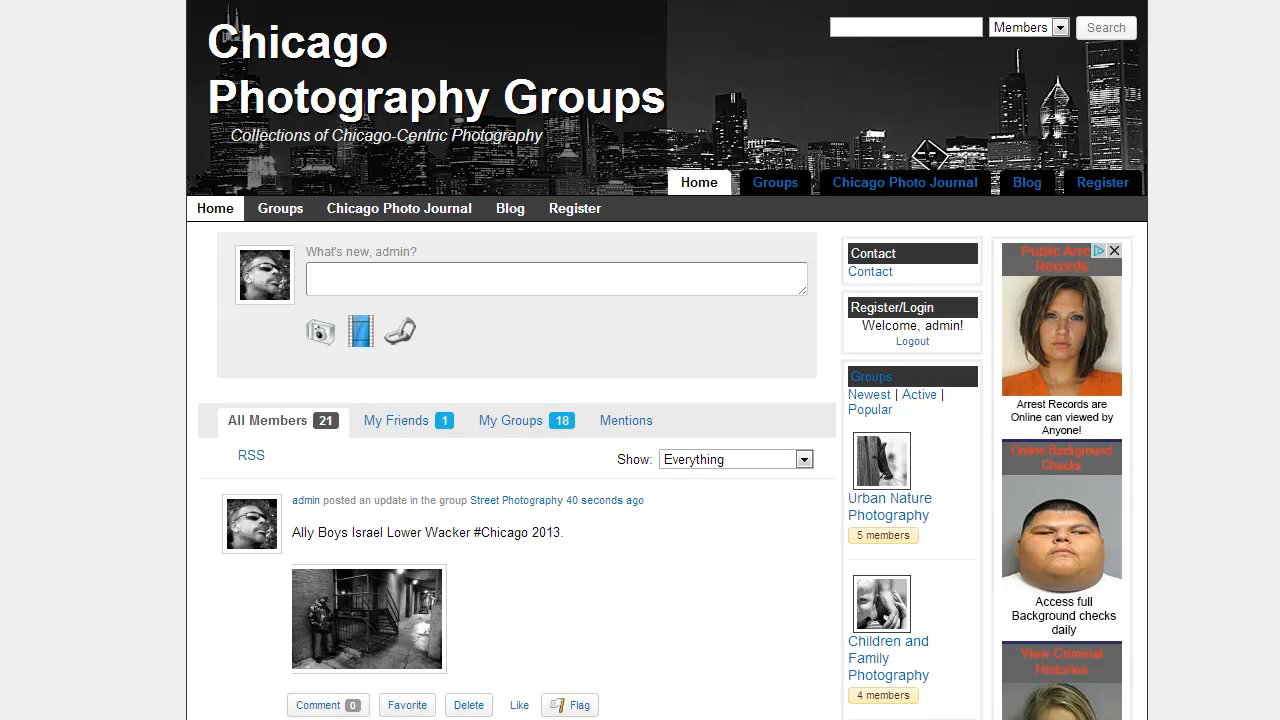 Chicago
Photography Groups
Collections of Chicago-Centric Photography
Members
Search
Home
Groups
Chicago Photo Journal
Blog
Register
Home
Groups
Chicago Photo Journal
Blog
Register
What's new, admin?
All Members 21
My Friends 1
My Groups 18
Mentions
RSS
Show: Everything
admin posted an update in the group Street Photography 40 seconds ago
Ally Boys-Israel Lower Wacker #Chicago 2013.
Comment 0
Favorite
Delete
Like
Flag
Contact
Contact
Register/Login
Welcome, admin!
Logout
Groups
Newest | Active |
Popular
Urban Nature
Photography
5 members
Children and
Family
Photography
4 members
Public Arre
Records
Arrest Records are
Online can viewed by
Anyone!
Online Background
Checks
Access full
Background checks
daily
View Criminal
Histories